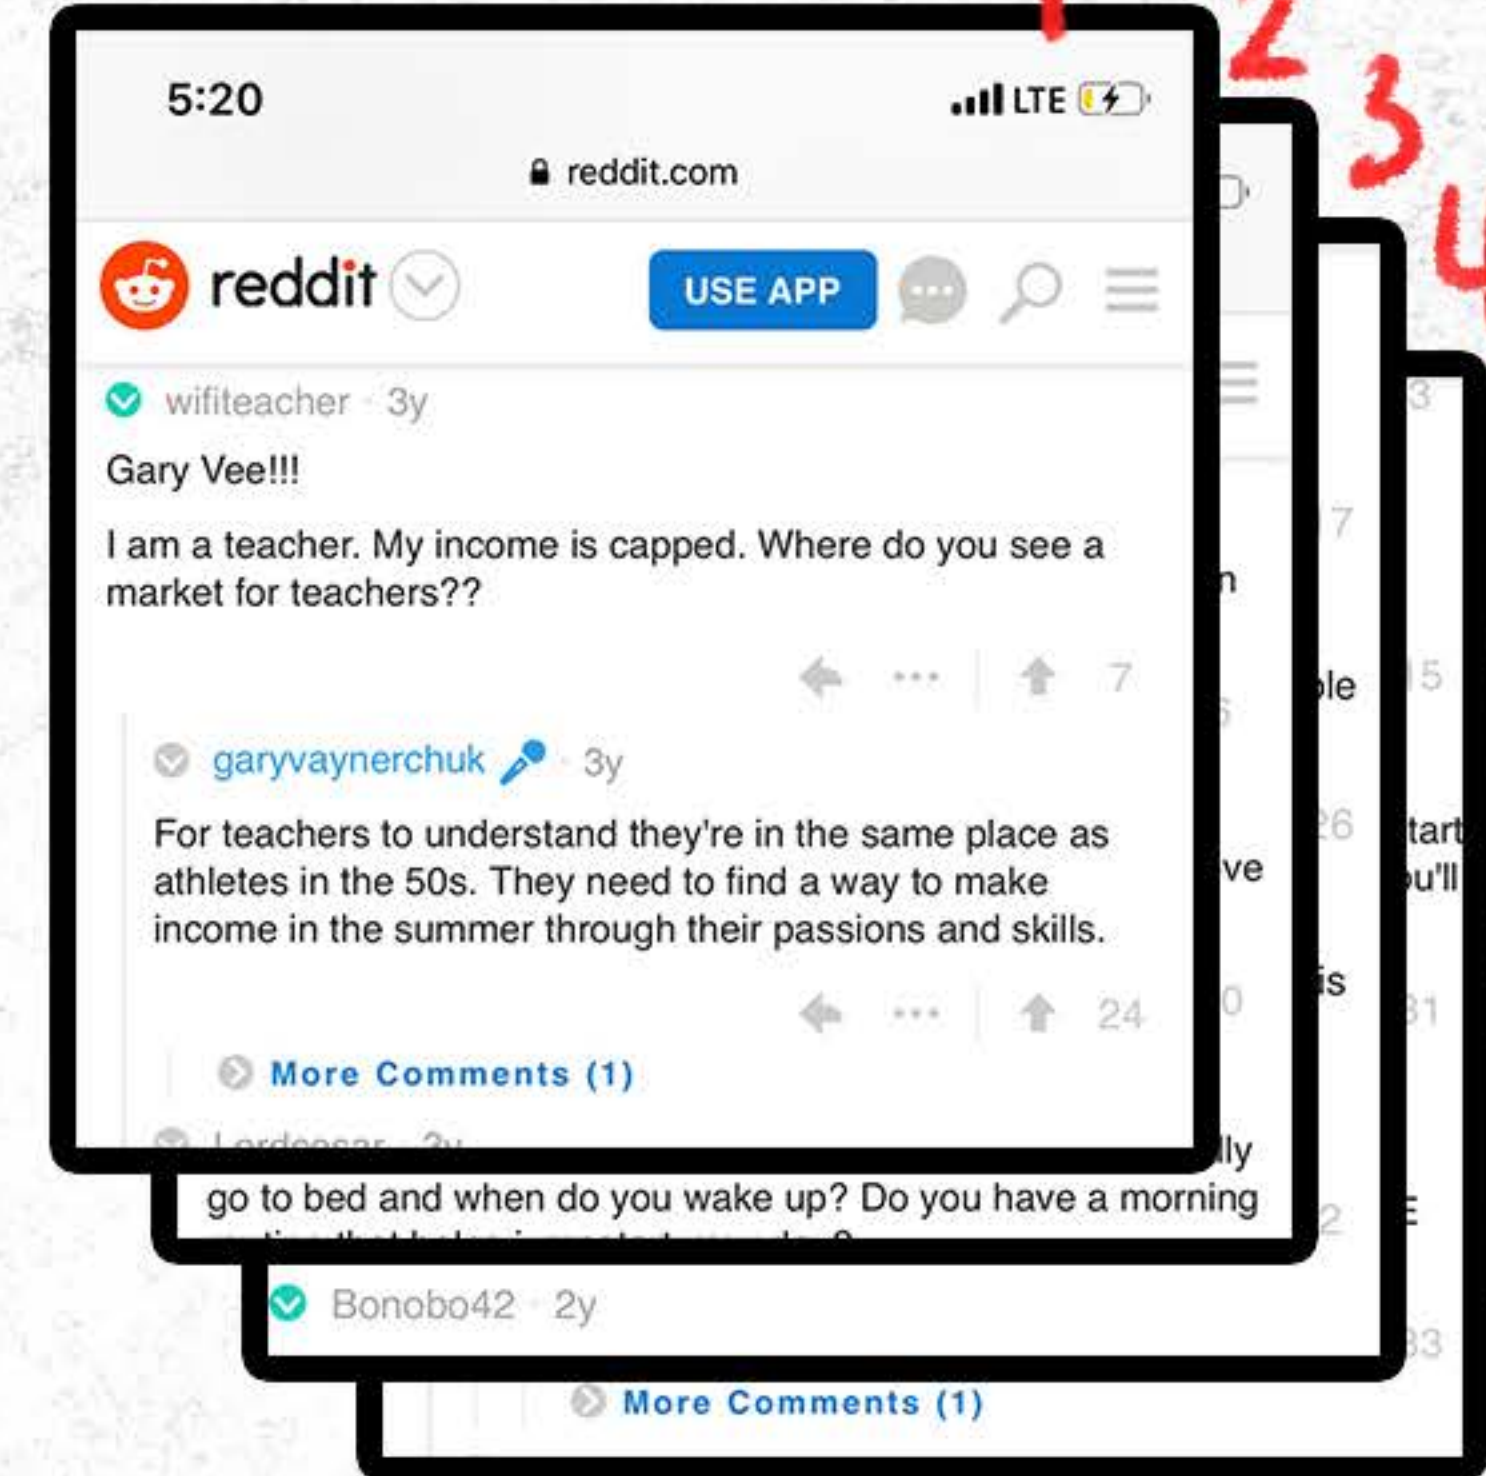 1
2
3
4
5:20
LTE
reddit.com
reddit
USE APP
wifiteacher · 3y
Gary Vee!!!
I am a teacher. My income is capped. Where do you see a
market for teachers??
7
garyvaynerchuk · 3y
For teachers to understand they're in the same place as
athletes in the 50s. They need to find a way to make
income in the summer through their passions and skills.
24
More Comments (1)
go to bed and when do you wake up? Do you have a morning
Bonobo42 · 2y
More Comments (1)